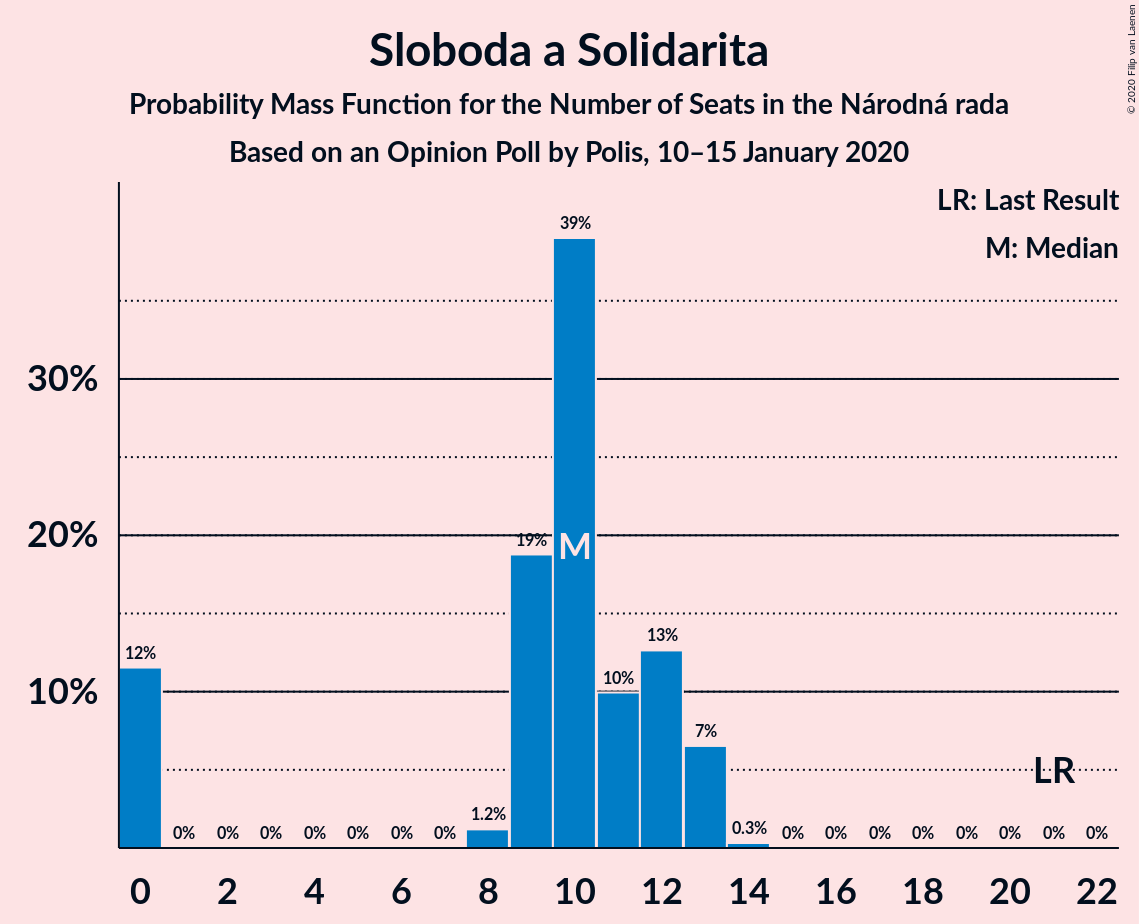 Sloboda a Solidarita
Probability Mass Function for the Number of Seats in the Národná rada
Based on an Opinion Poll by Polis, 10–15 January 2020
© 2020 Filip van Laenen
LR: Last Result
M: Median
39%
30%
20%
19%
M
13%
12%
10%
10%
7%
LR
1.2%
0.3%
0% 0% 0% 0% 0% 0% 0% 0% 0% 0% 0% 0% 0% 0% 0%
0 2 4 6 8 10 12 14 16 18 20 22